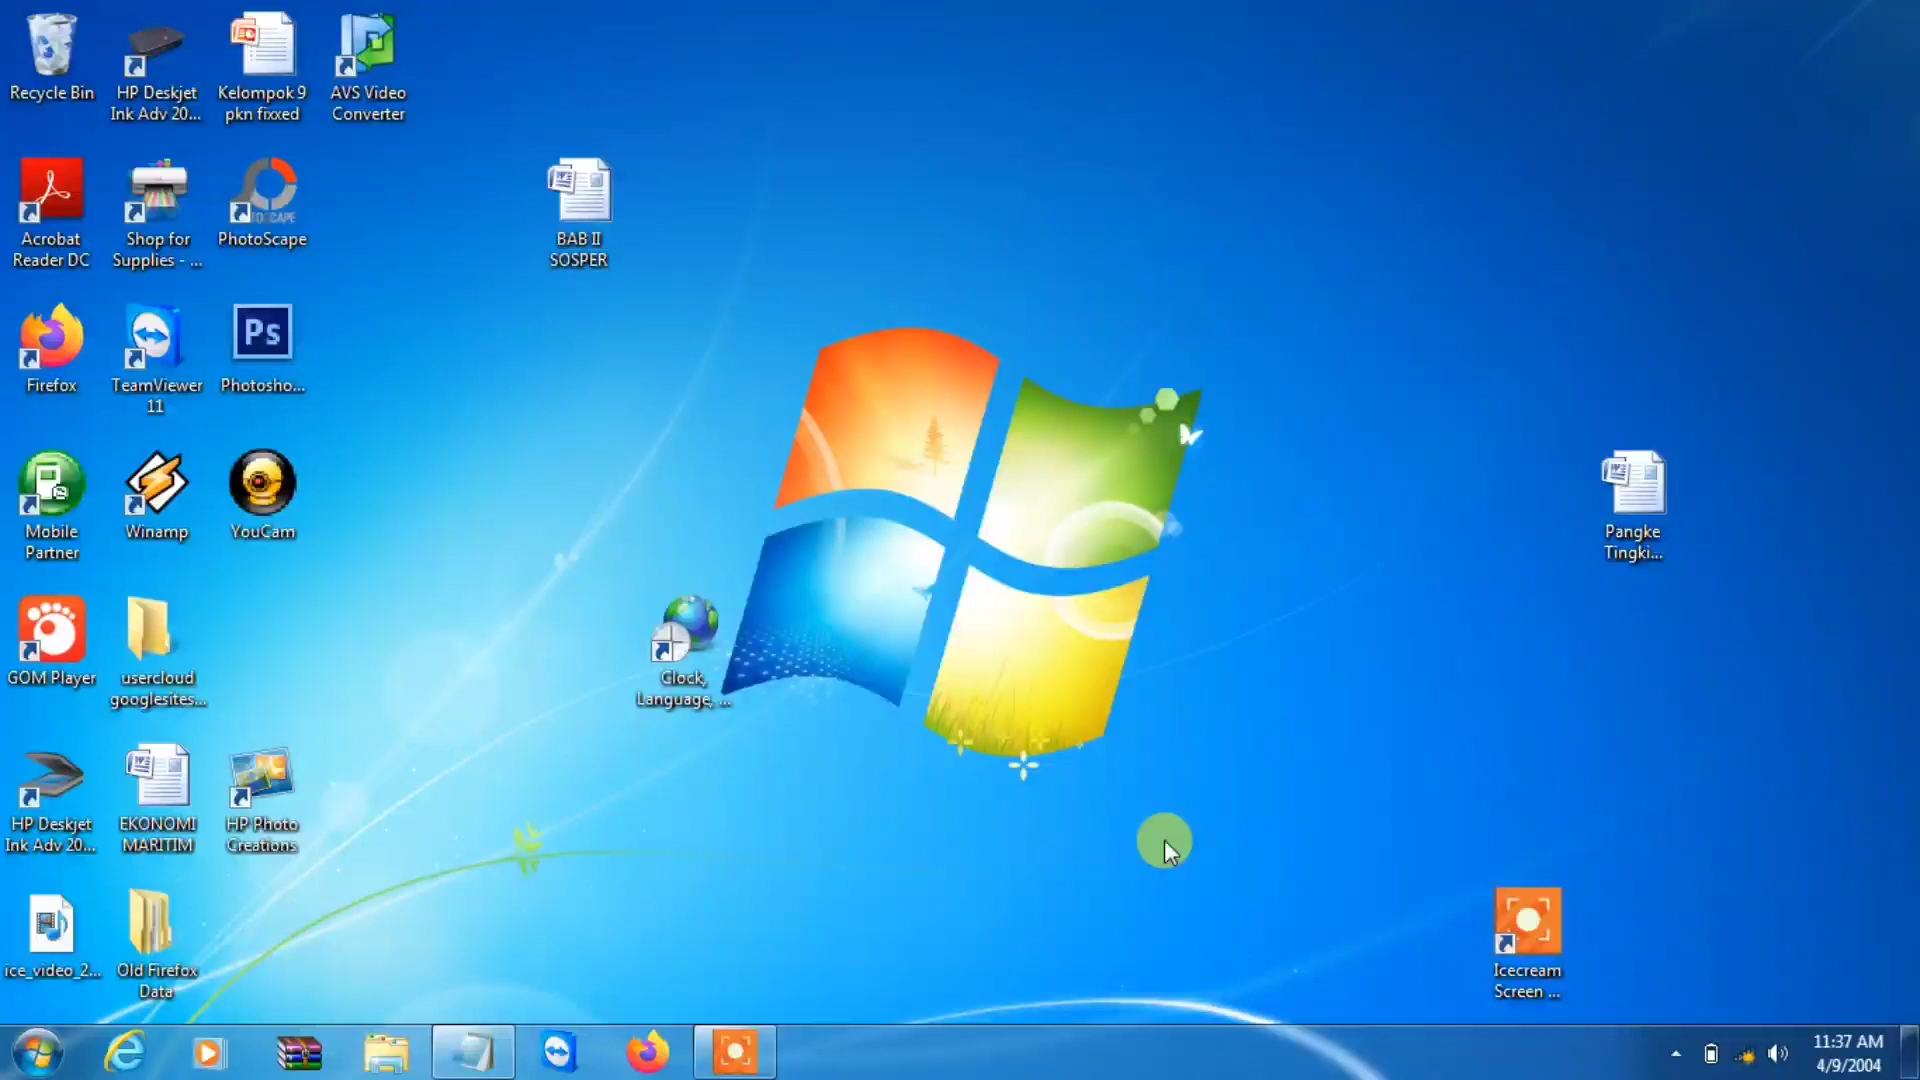 Recycle Bin
HP Deskjet
Ink Adv 20...
Kelompok 9
pkn fixxed
AVS Video
Converter
Acrobat
Reader DC
Shop for
Supplies - ...
PhotoScape
BAB II
SOSPER
Firefox
TeamViewer
11
Ps
Photosho...
Mobile
Partner
Winamp
YouCam
Pangke
Tingki...
GOM Player
usercloud
googlesites...
Clock,
Language, ...
HP Deskjet
Ink Adv 20...
EKONOMI
MARITIM
HP Photo
Creations
ice_video_2...
Old Firefox
Data
Icecream
Screen ...
11:37 AM
4/9/2004